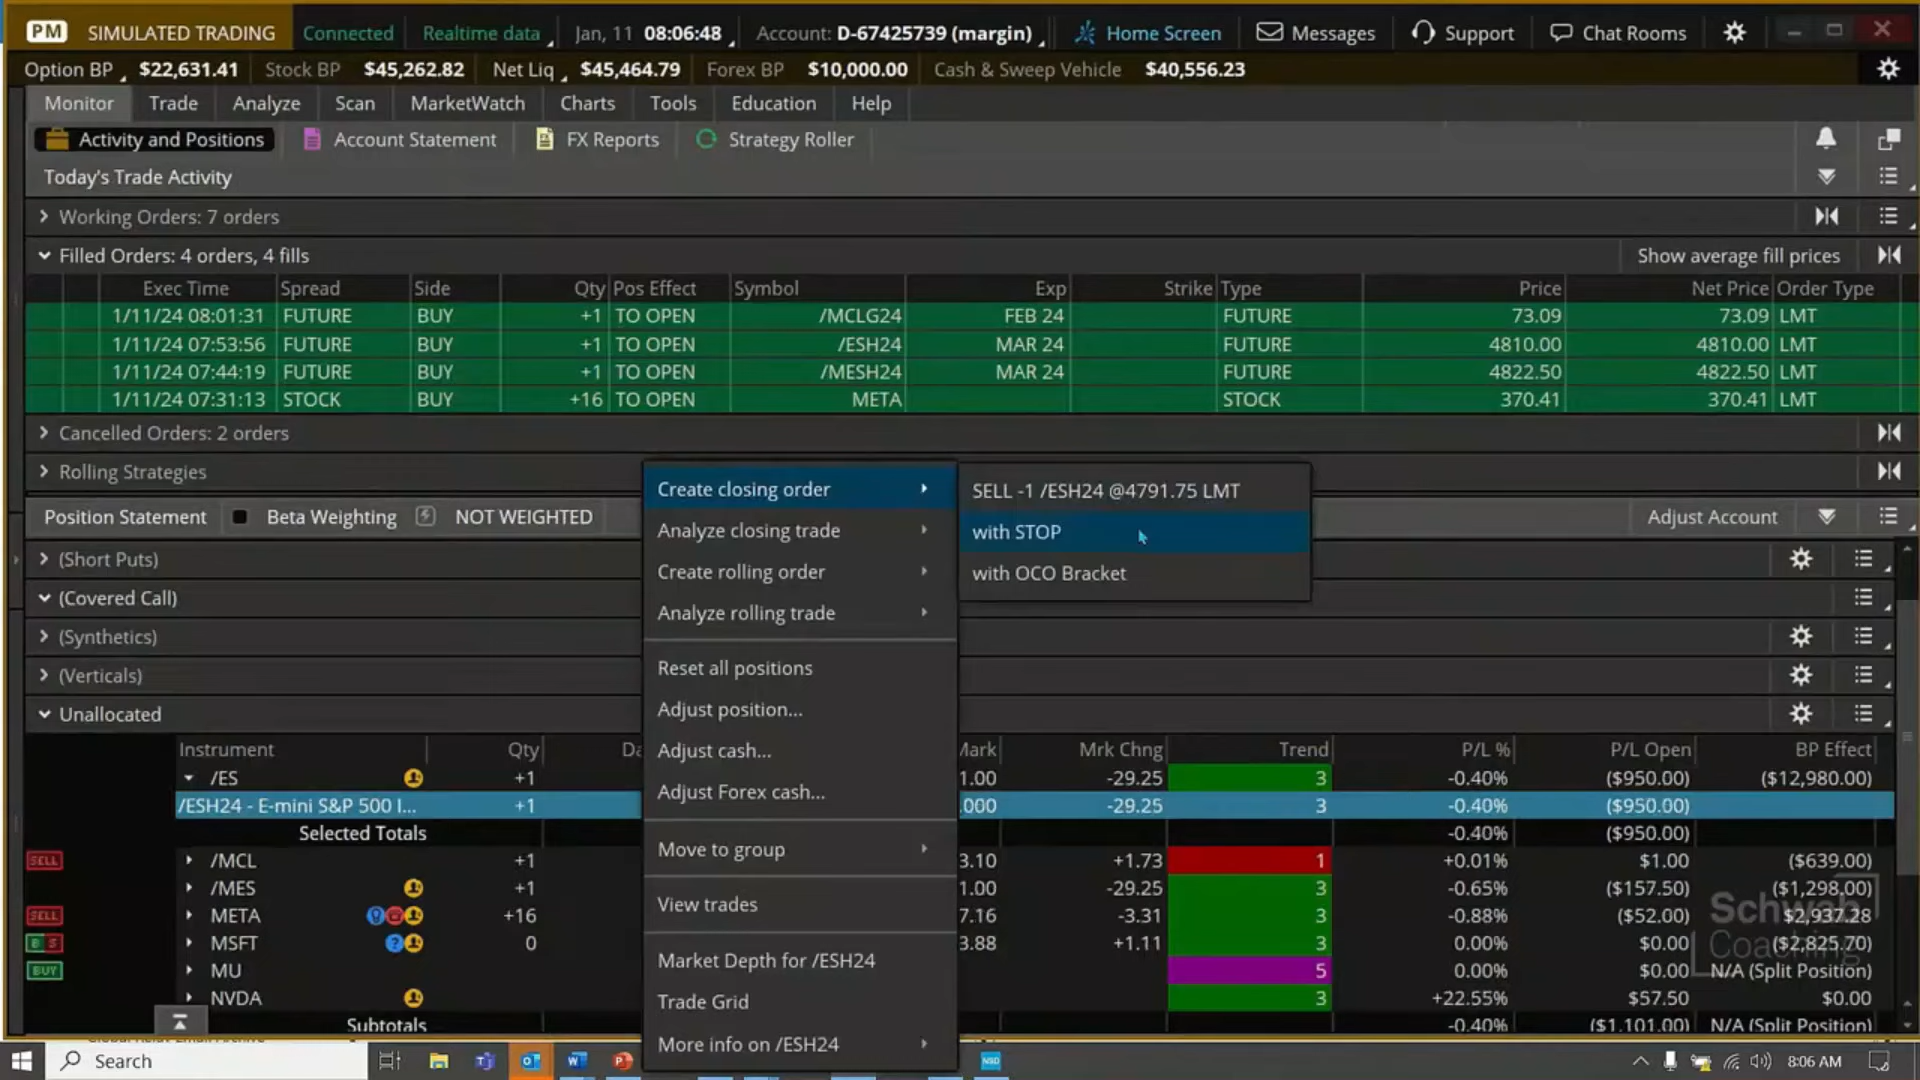 PM SIMULATED TRADING Connected Realtime data Jan, 11 08:06:48 Account: D-67425739 (margin) Home Screen Messages Support Chat Rooms
Option BP $22,631.41 Stock BP $45,262.82 Net Liq $45,464.79 Forex BP $10,000.00 Cash & Sweep Vehicle $40,556.23
Monitor Trade Analyze Scan MarketWatch Charts Tools Education Help
Activity and Positions Account Statement FX Reports Strategy Roller
Today's Trade Activity
Working Orders: 7 orders
Filled Orders: 4 orders, 4 fills Show average fill prices
Exec Time Spread Side Qty Pos Effect Symbol Exp Strike Type Price Net Price Order Type
1/11/24 08:01:31 FUTURE BUY +1 TO OPEN /MCLG24 FEB 24 FUTURE 73.09 73.09 LMT
1/11/24 07:53:56 FUTURE BUY +1 TO OPEN /ESH24 MAR 24 FUTURE 4810.00 4810.00 LMT
1/11/24 07:44:19 FUTURE BUY +1 TO OPEN /MESH24 MAR 24 FUTURE 4822.50 4822.50 LMT
1/11/24 07:31:13 STOCK BUY +16 TO OPEN META STOCK 370.41 370.41 LMT
Cancelled Orders: 2 orders
Rolling Strategies
Position Statement Beta Weighting NOT WEIGHTED Adjust Account
(Short Puts)
(Covered Call)
(Synthetics)
(Verticals)
Unallocated
Create closing order
Analyze closing trade
Create rolling order
Analyze rolling trade
Reset all positions
Adjust position...
Adjust cash...
Adjust Forex cash...
Move to group
View trades
Market Depth for /ESH24
Trade Grid
More info on /ESH24
SELL -1 /ESH24 @4791.75 LMT
with STOP
with OCO Bracket
Instrument Qty Da Mark Mrk Chng Trend P/L % P/L Open BP Effect
/ES +1 1.00 -29.25 3 -0.40% ($950.00) ($12,980.00)
/ESH24 - E-mini S&P 500 I... +1 .000 -29.25 3 -0.40% ($950.00)
Selected Totals -0.40% ($950.00)
SELL /MCL +1 3.10 +1.73 1 +0.01% $1.00 ($639.00)
/MES +1 1.00 -29.25 3 -0.65% ($157.50) ($1,298.00)
SELL META +16 7.16 -3.31 3 -0.88% ($52.00) $2,937.28
B S MSFT 0 3.88 +1.11 3 0.00% $0.00 ($2,825.70)
BUY MU 5 0.00% $0.00 N/A (Split Position)
NVDA 3 +22.55% $57.50 $0.00
Subtotals -0.40% ($1,101.00) N/A (Split Position)
Schwab
Coaching
Search 8:06 AM